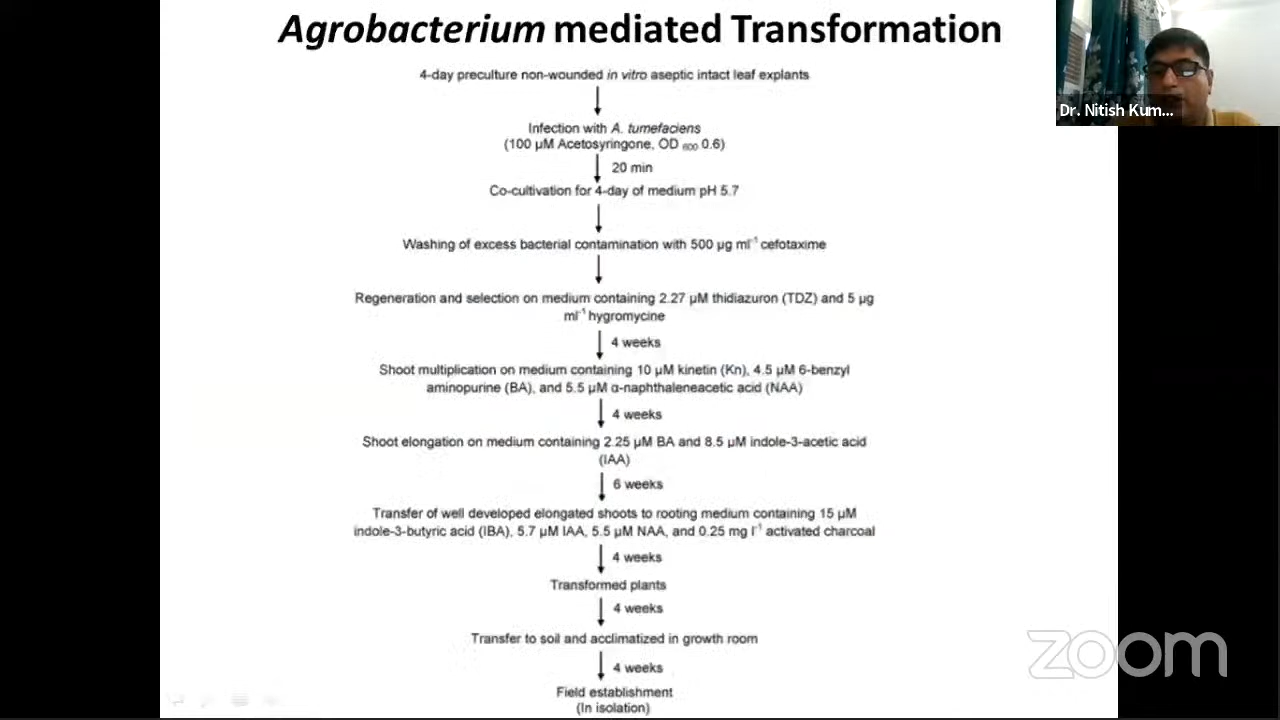 Agrobacterium mediated Transformation
4-day preculture non-wounded in vitro aseptic intact leaf explants
Infection with A. tumefaciens
(100 µM Acetosyringone, OD 600 0.6)
20 min
Co-cultivation for 4-day of medium pH 5.7
Washing of excess bacterial contamination with 500 µg ml⁻¹ cefotaxime
Regeneration and selection on medium containing 2.27 µM thidiazuron (TDZ) and 5 µg
ml⁻¹ hygromycine
4 weeks
Shoot multiplication on medium containing 10 µM kinetin (Kn), 4.5 µM 6-benzyl
aminopurine (BA), and 5.5 µM α-naphthaleneacetic acid (NAA)
4 weeks
Shoot elongation on medium containing 2.25 µM BA and 8.5 µM indole-3-acetic acid
(IAA)
6 weeks
Transfer of well developed elongated shoots to rooting medium containing 15 µM
indole-3-butyric acid (IBA), 5.7 µM IAA, 5.5 µM NAA, and 0.25 mg l⁻¹ activated charcoal
4 weeks
Transformed plants
4 weeks
Transfer to soil and acclimatized in growth room
4 weeks
Field establishment
(In isolation)
Dr. Nitish Kum...
zoom